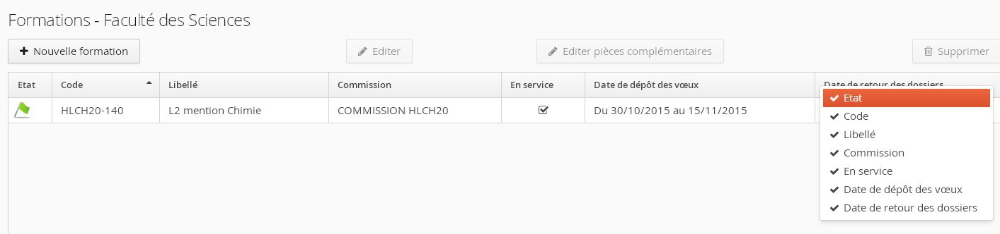 Formations - Faculté des Sciences
Nouvelle formation Editer Editer pièces complémentaires Supprimer
Etat Code Libellé Commission En service Date de dépôt des vœux Date de retour des dossiers
HLCH20-140 L2 mention Chimie COMMISSION HLCH20 Du 30/10/2015 au 15/11/2015
Etat
Code
Libellé
Commission
En service
Date de dépôt des vœux
Date de retour des dossiers